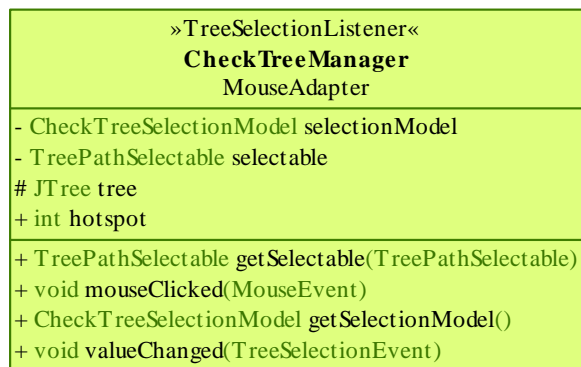 »TreeSelectionListener«
CheckTreeManager
MouseAdapter
- CheckTreeSelectionModel selectionModel
- TreePathSelectable selectable
# JTree tree
+ int hotspot
+ TreePathSelectable getSelectable(TreePathSelectable)
+ void mouseClicked(MouseEvent)
+ CheckTreeSelectionModel getSelectionModel()
+ void valueChanged(TreeSelectionEvent)